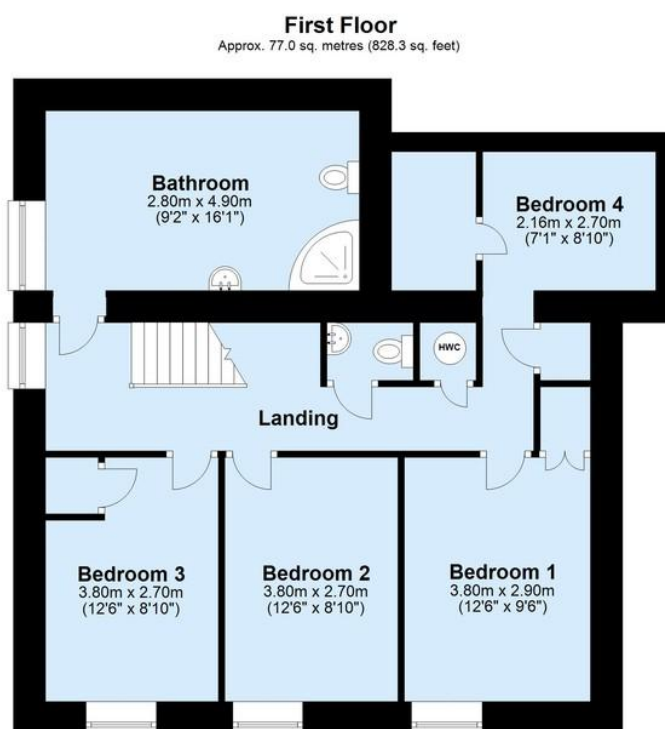 First Floor
Approx. 77.0 sq. metres (828.3 sq. feet)
Bathroom
2.80m x 4.90m
(9'2" x 16'1")
Bedroom 4
2.16m x 2.70m
(7'1" x 8'10")
HWC
Landing
Bedroom 3
3.80m x 2.70m
(12'6" x 8'10")
Bedroom 2
3.80m x 2.70m
(12'6" x 8'10")
Bedroom 1
3.80m x 2.90m
(12'6" x 9'6")